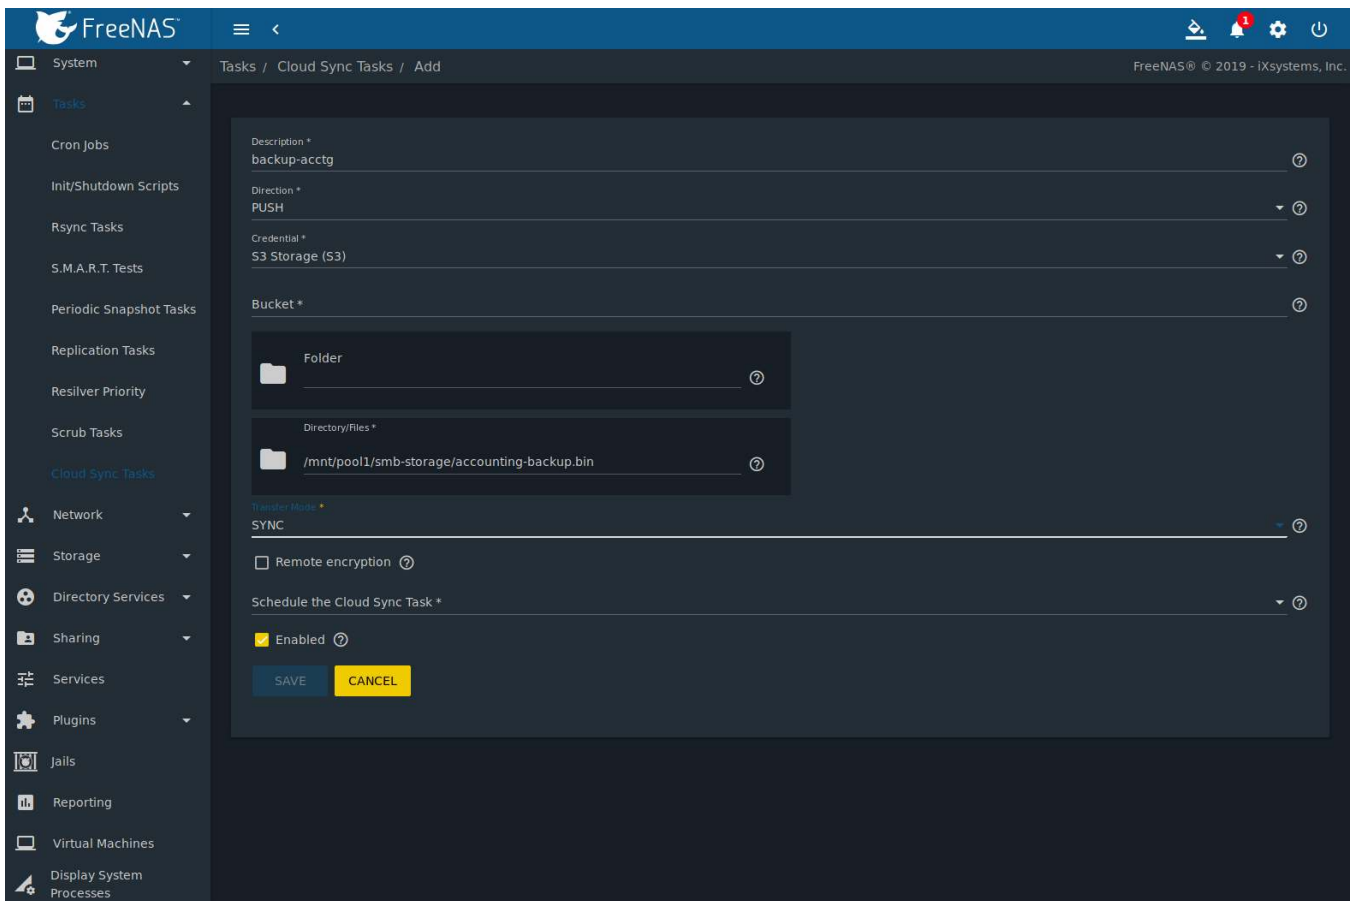 FreeNAS™
1
System
Tasks / Cloud Sync Tasks / Add
FreeNAS® © 2019 - iXsystems, Inc.
Tasks
Cron Jobs
Init/Shutdown Scripts
Rsync Tasks
S.M.A.R.T. Tests
Periodic Snapshot Tasks
Replication Tasks
Resilver Priority
Scrub Tasks
Cloud Sync Tasks
Network
Storage
Directory Services
Sharing
Services
Plugins
Jails
Reporting
Virtual Machines
Display System
Processes
Description *
backup-acctg
Direction *
PUSH
Credential *
S3 Storage (S3)
Bucket *
Folder
Directory/Files *
/mnt/pool1/smb-storage/accounting-backup.bin
Transfer Mode *
SYNC
Remote encryption
Schedule the Cloud Sync Task *
Enabled
SAVE
CANCEL